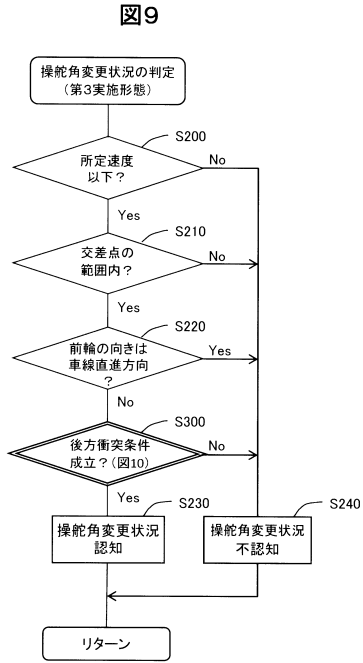 図9
操舵角変更状況の判定
（第3実施形態）
S200
所定速度
以下？
No
Yes
S210
交差点の
範囲内？
No
Yes
S220
前輪の向きは
車線直進方向
？
Yes
No
S300
後方衝突条件
成立？（図10）
No
Yes
S230
操舵角変更状況
認知
S240
操舵角変更状況
不認知
リターン